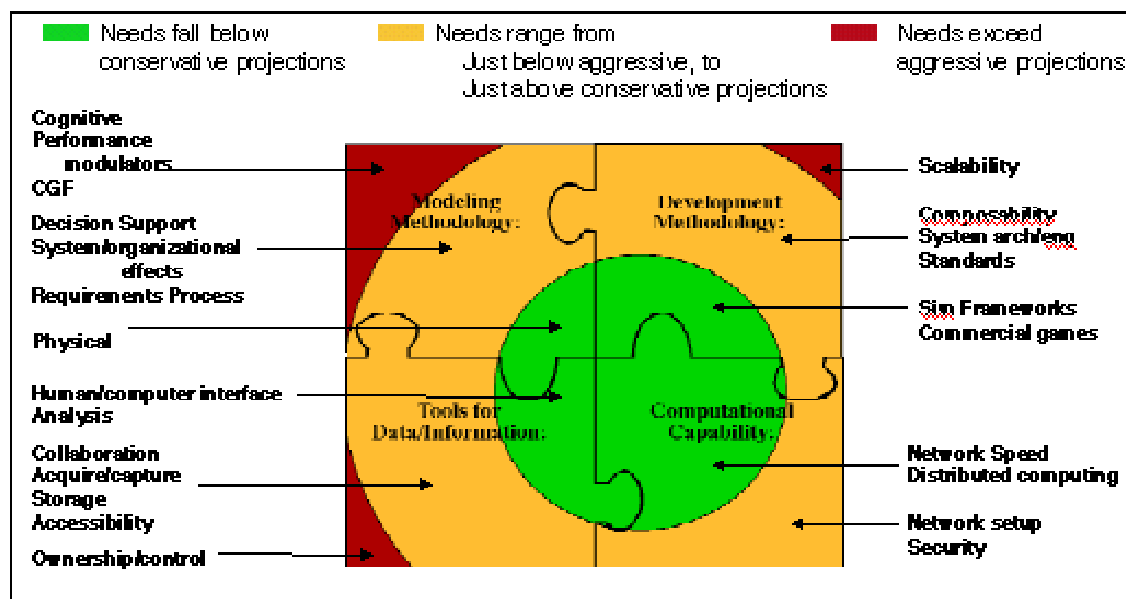 Needs fall below
conservative projections
Needs range from
Just below aggressive, to
Just above conservative projections
Needs exceed
aggressive projections
Cognitive
Performance
modulators
CGF
Decision Support
System/organizational
effects
Requirements Process
Physical
Human/computer interface
Analysis
Collaboration
Acquire/capture
Storage
Accessibility
Ownership/control
Modeling
Methodology:
Development
Methodology:
Tools for
Data/Information:
Computational
Capability:
Scalability
Composability
System arch/eng
Standards
Sim Frameworks
Commercial games
Network Speed
Distributed computing
Network setup
Security